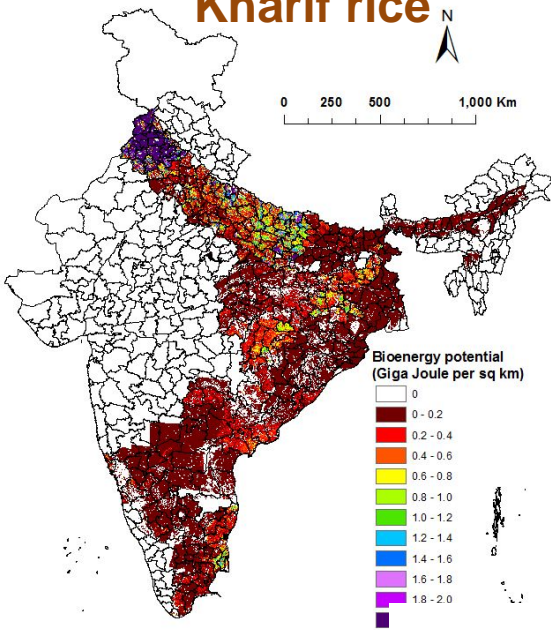 Kharif rice
N
0 250 500 1,000 Km
Bioenergy potential
(Giga Joule per sq km)
0
0 - 0.2
0.2 - 0.4
0.4 - 0.6
0.6 - 0.8
0.8 - 1.0
1.0 - 1.2
1.2 - 1.4
1.4 - 1.6
1.6 - 1.8
1.8 - 2.0